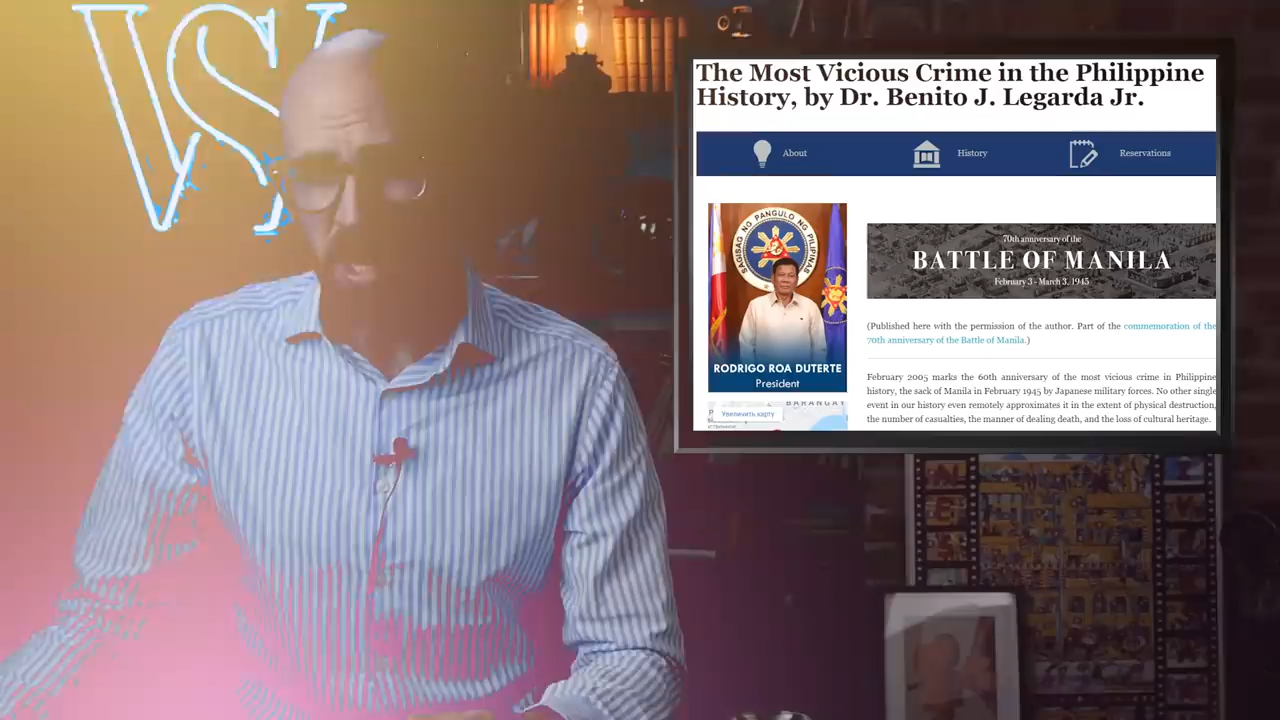 VS
The Most Vicious Crime in the Philippine
History, by Dr. Benito J. Legarda Jr.
About
History
Reservations
SAGISAG NG PANGULO NG PILIPINAS
RODRIGO ROA DUTERTE
President
70th anniversary of the
BATTLE OF MANILA
February 3 - March 3, 1945
(Published here with the permission of the author. Part of the commemoration of the
70th anniversary of the Battle of Manila.)
February 2005 marks the 60th anniversary of the most vicious crime in Philippine
history, the sack of Manila in February 1945 by Japanese military forces. No other single
event in our history even remotely approximates it in the extent of physical destruction,
the number of casualties, the manner of dealing death, and the loss of cultural heritage.
BARANGAY
Увеличить карту